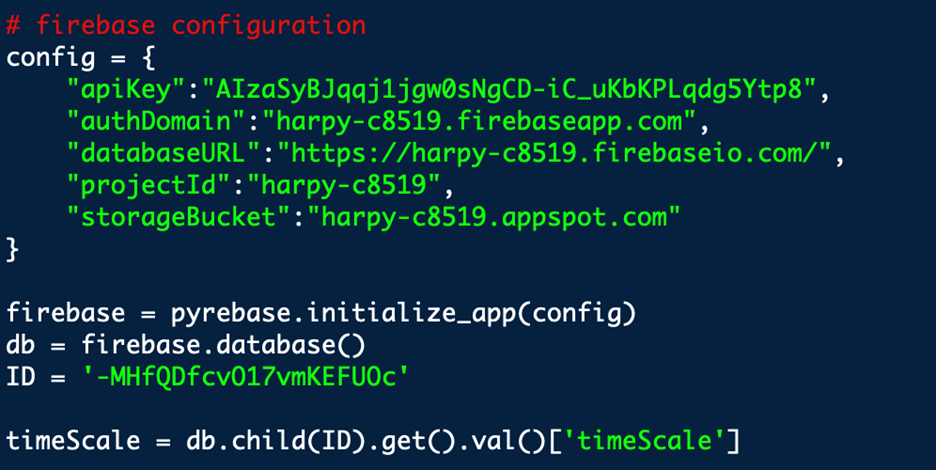 # firebase configuration
config = {
    "apiKey":"AIzaSyBJqqj1jgw0sNgCD-iC_uKbKPLqdg5Ytp8",
    "authDomain":"harpy-c8519.firebaseapp.com",
    "databaseURL":"https://harpy-c8519.firebaseio.com/",
    "projectId":"harpy-c8519",
    "storageBucket":"harpy-c8519.appspot.com"
}
firebase = pyrebase.initialize_app(config)
db = firebase.database()
ID = '-MHfQDfcvO17vmKEFUOc'
timeScale = db.child(ID).get().val()['timeScale']